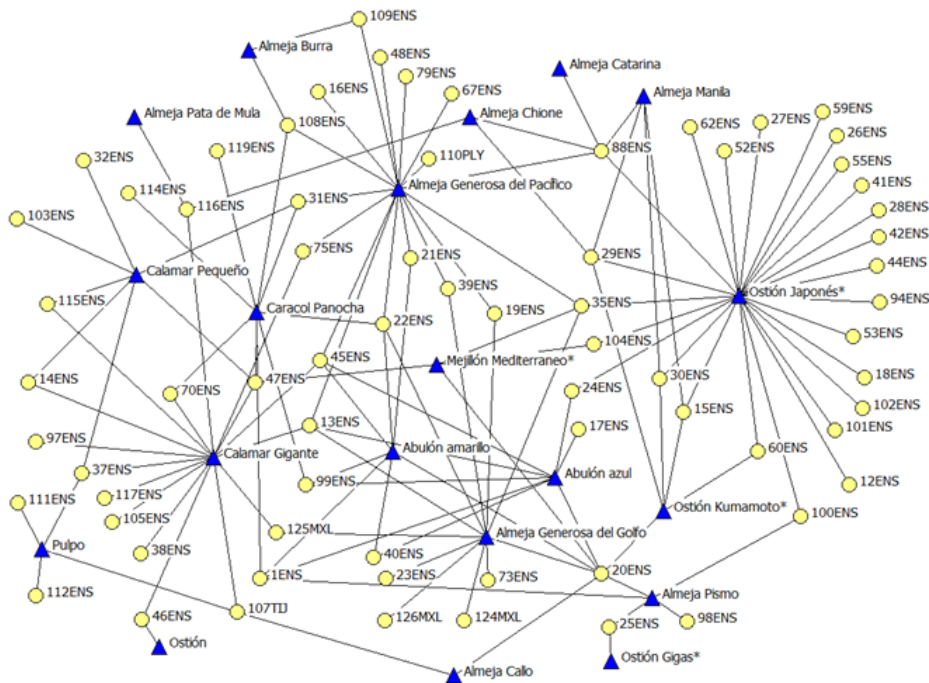 109ENS
Almeja Burra
48ENS
Almeja Catarina
79ENS
16ENS
67ENS
Almeja Manila
59ENS
Almeja Pata de Mula
Almeja Chione
62ENS
27ENS
108ENS
26ENS
119ENS
88ENS
52ENS
32ENS
110PLY
55ENS
114ENS
Almeja Generosa del Pacífico
41ENS
31ENS
116ENS
28ENS
103ENS
75ENS
42ENS
21ENS
29ENS
44ENS
Calamar Pequeño
39ENS
Ostión Japonés*
115ENS
Caracol Panocha
19ENS
35ENS
94ENS
22ENS
53ENS
104ENS
45ENS
Mejillón Mediterraneo*
14ENS
47ENS
30ENS
18ENS
70ENS
24ENS
102ENS
15ENS
97ENS
13ENS
17ENS
101ENS
Calamar Gigante
Abulón amarillo
60ENS
37ENS
Abulón azul
99ENS
12ENS
117ENS
111ENS
105ENS
Ostión Kumamoto*
100ENS
125MXL
Almeja Generosa del Golfo
Pulpo
38ENS
40ENS
1ENS
23ENS
73ENS
20ENS
112ENS
Almeja Pismo
107TIJ
46ENS
126MXL
124MXL
25ENS
98ENS
Ostión
Ostión Gigas*
Almeja Callo